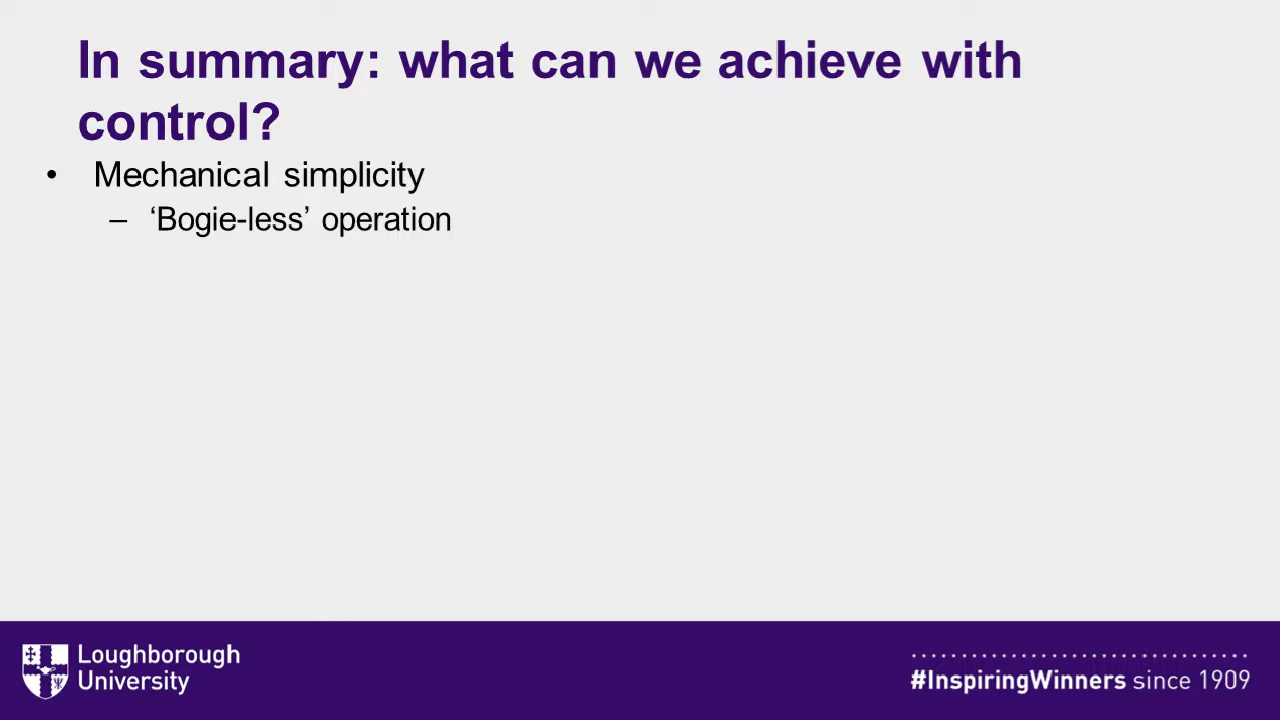 In summary: what can we achieve with
control?
• Mechanical simplicity
– ‘Bogie-less’ operation
Loughborough
University
#InspiringWinners since 1909